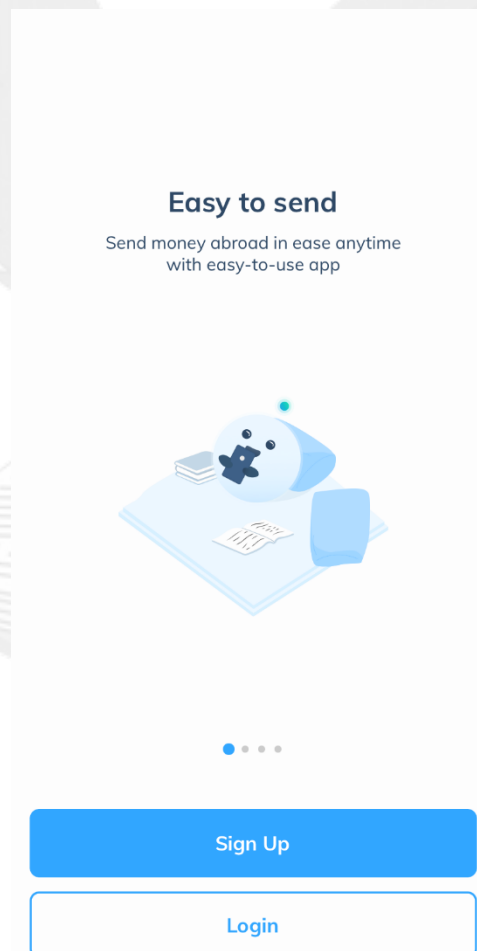 Easy to send
Send money abroad in ease anytime
with easy-to-use app
Sign Up
Login